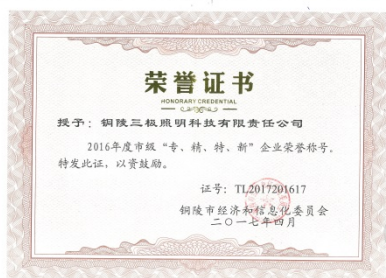 荣誉证书
HONORARY CREDENTIAL
授予：铜陵三极照明科技有限责任公司
2016年度市级“专、精、特、新”企业荣誉称号，
特发此证，以资鼓励。
证号：TL2017201617
铜陵市经济和信息化委员会
二〇一七年四月